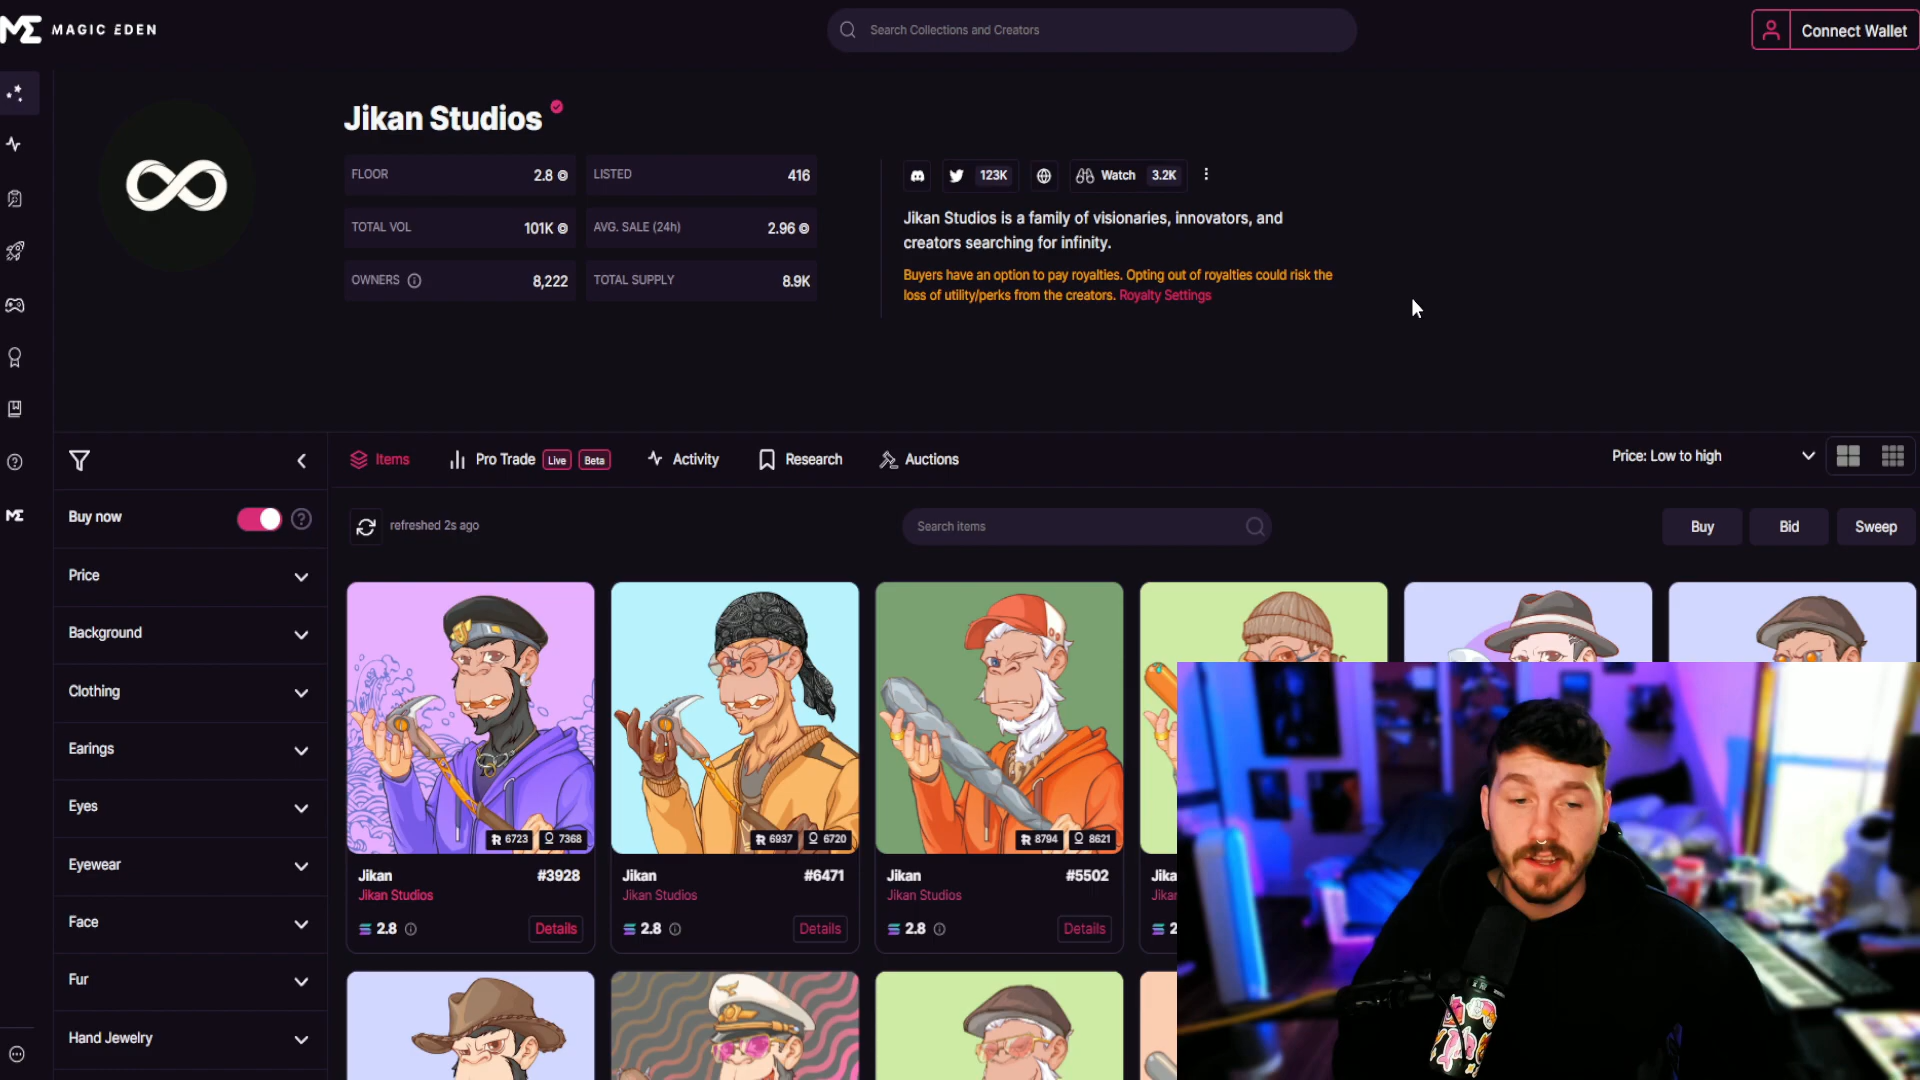 MAGIC EDEN
Search Collections and Creators
Connect Wallet
Jikan Studios
FLOOR 2.8
LISTED 416
TOTAL VOL 101K
AVG. SALE (24h) 2.96
OWNERS 8,222
TOTAL SUPPLY 8.9K
123K
Watch 3.2K
Jikan Studios is a family of visionaries, innovators, and
creators searching for infinity.
Buyers have an option to pay royalties. Opting out of royalties could risk the
loss of utility/perks from the creators. Royalty Settings
Items
Pro Trade Live Beta
Activity
Research
Auctions
Price: Low to high
Buy now
refreshed 2s ago
Search items
Buy
Bid
Sweep
Price
Background
Clothing
Earings
Eyes
Eyewear
Face
Fur
Hand Jewelry
6723 7368
Jikan #3928
Jikan Studios
2.8 Details
6937 6720
Jikan #6471
Jikan Studios
2.8 Details
8794 8621
Jikan #5502
Jikan Studios
2.8 Details
Jika
Jikan
2